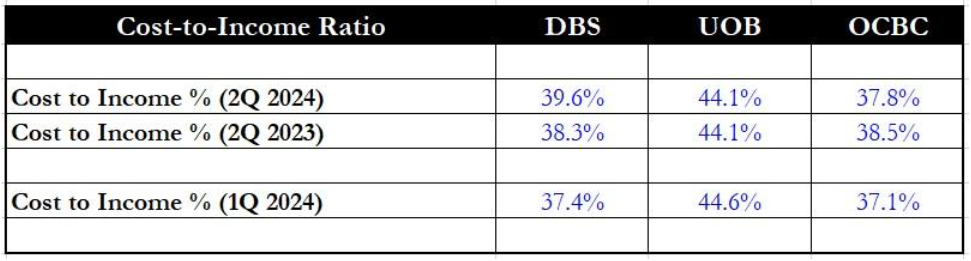 Cost-to-Income Ratio DBS UOB OCBC
Cost to Income % (2Q 2024) 39.6% 44.1% 37.8%
Cost to Income % (2Q 2023) 38.3% 44.1% 38.5%
Cost to Income % (1Q 2024) 37.4% 44.6% 37.1%